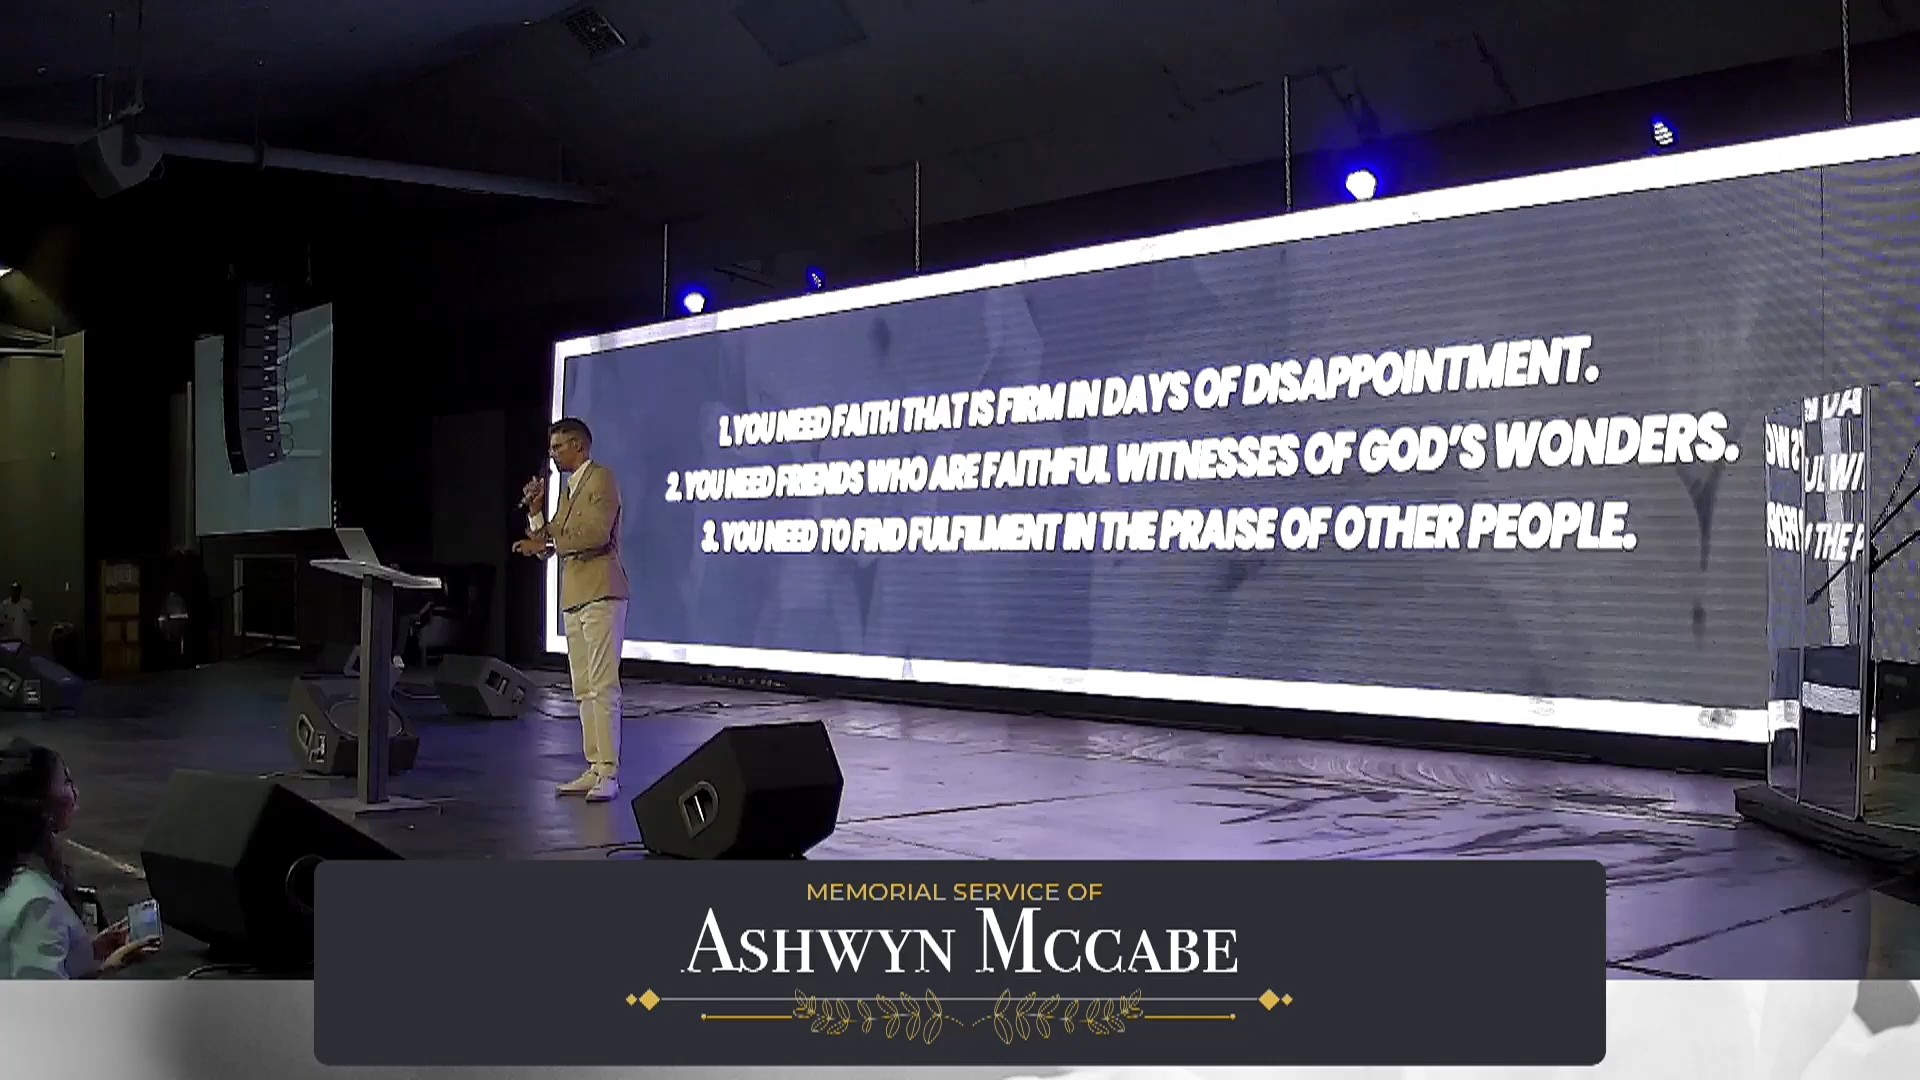 1. YOU NEED FAITH THAT IS FIRM IN DAYS OF DISAPPOINTMENT.
2. YOU NEED FRIENDS WHO ARE FAITHFUL WITNESSES OF GOD'S WONDERS.
3. YOU NEED TO FIND FULFILMENT IN THE PRAISE OF OTHER PEOPLE.
MEMORIAL SERVICE OF
ASHWYN MCCABE